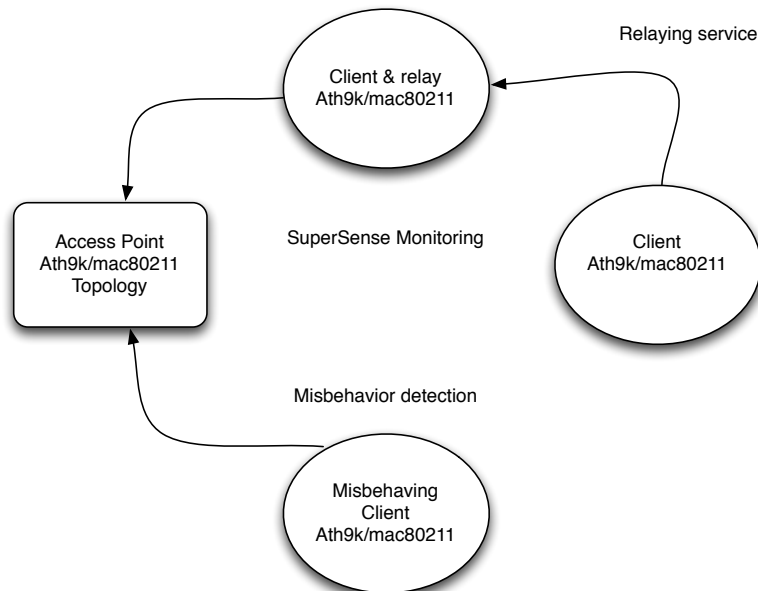 Relaying service
Client & relay
Ath9k/mac80211
SuperSense Monitoring
Access Point
Ath9k/mac80211
Topology
Client
Ath9k/mac80211
Misbehavior detection
Misbehaving
Client
Ath9k/mac80211